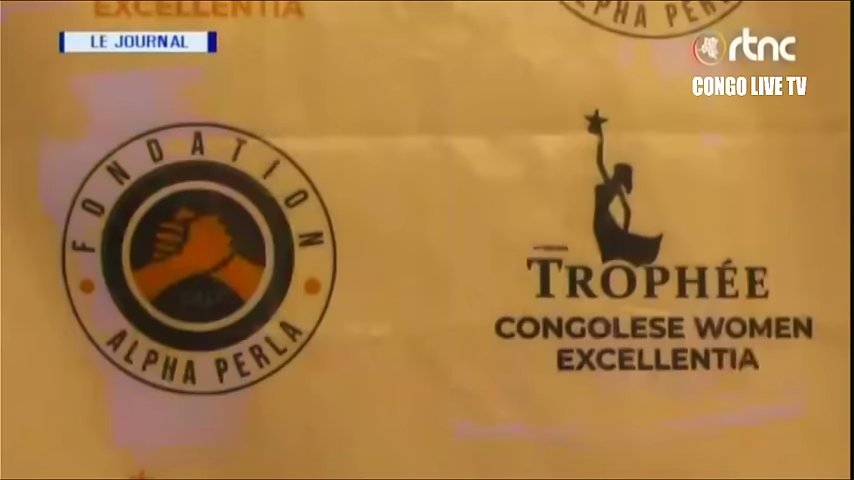 EXCELLENTIA
ALPHA PERLA
LE JOURNAL
rtnc
CONGO LIVE TV
FONDATION
ALPHA PERLA
TROPHÉE
CONGOLESE WOMEN
EXCELLENTIA